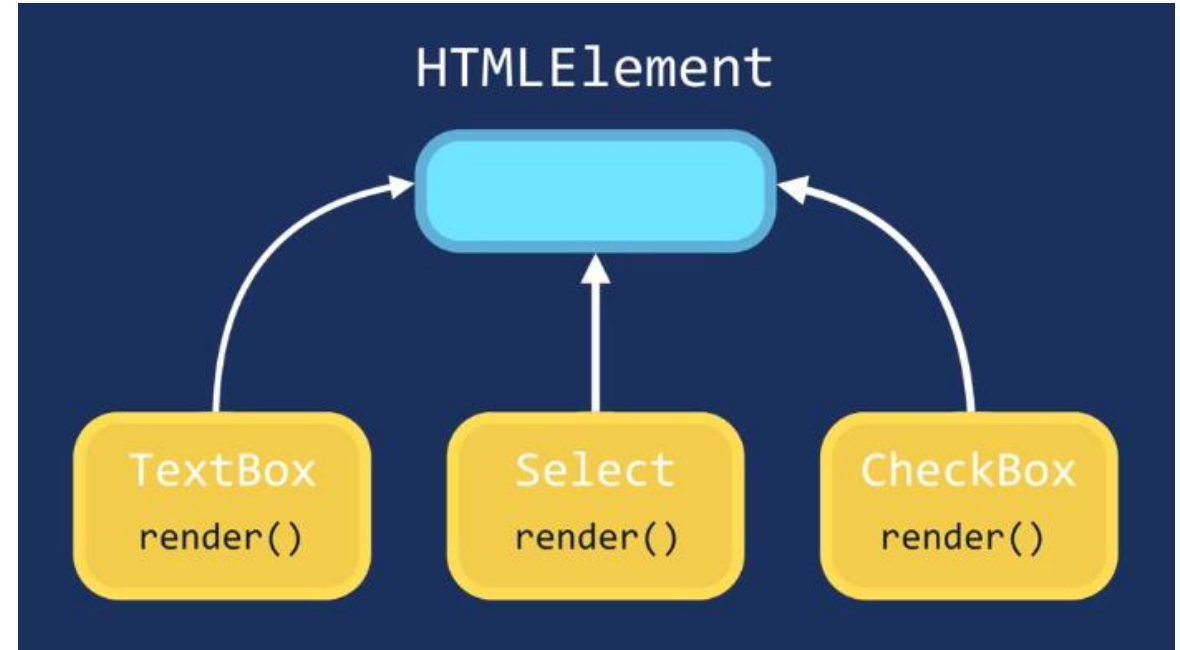 HTMLElement
TextBox
render()
Select
render()
CheckBox
render()